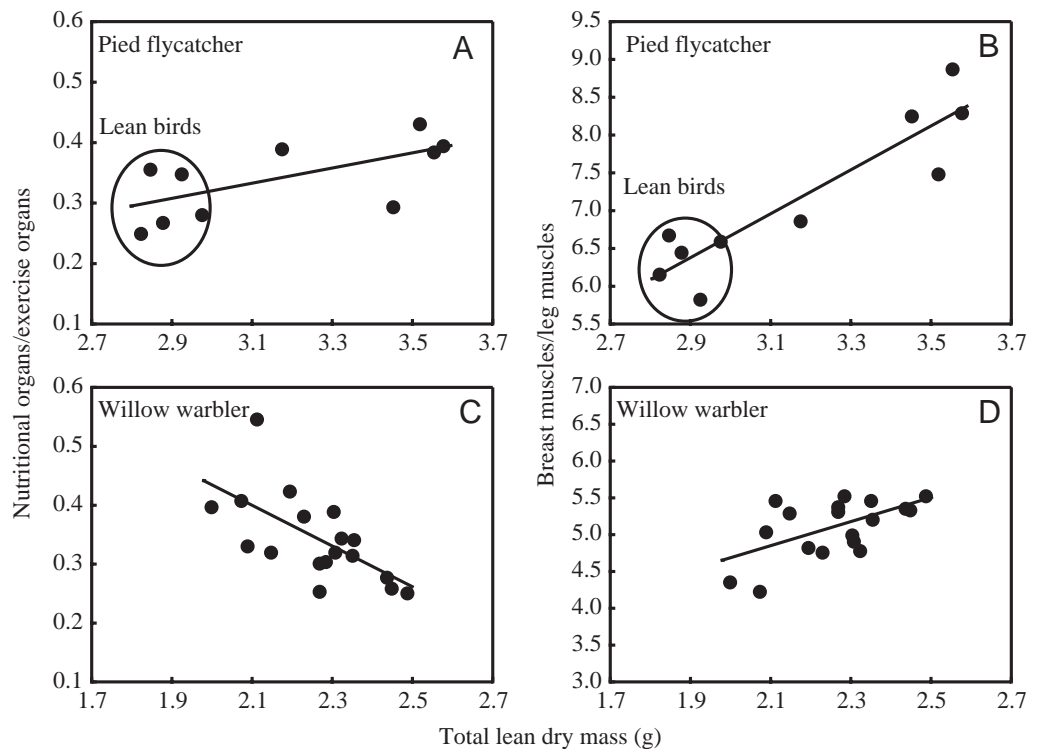 Nutritional organs/exercise organs
Breast muscles/leg muscles
Pied flycatcher
A
Lean birds
0.6
0.5
0.4
0.3
0.2
0.1
2.7 2.9 3.1 3.3 3.5 3.7
Pied flycatcher
B
Lean birds
9.5
9.0
8.5
8.0
7.5
7.0
6.5
6.0
5.5
2.7 2.9 3.1 3.3 3.5 3.7
Willow warbler
C
0.6
0.5
0.4
0.3
0.2
0.1
1.7 1.9 2.1 2.3 2.5 2.7
Willow warbler
D
7.0
6.5
6.0
5.5
5.0
4.5
4.0
3.5
3.0
1.7 1.9 2.1 2.3 2.5 2.7
Total lean dry mass (g)